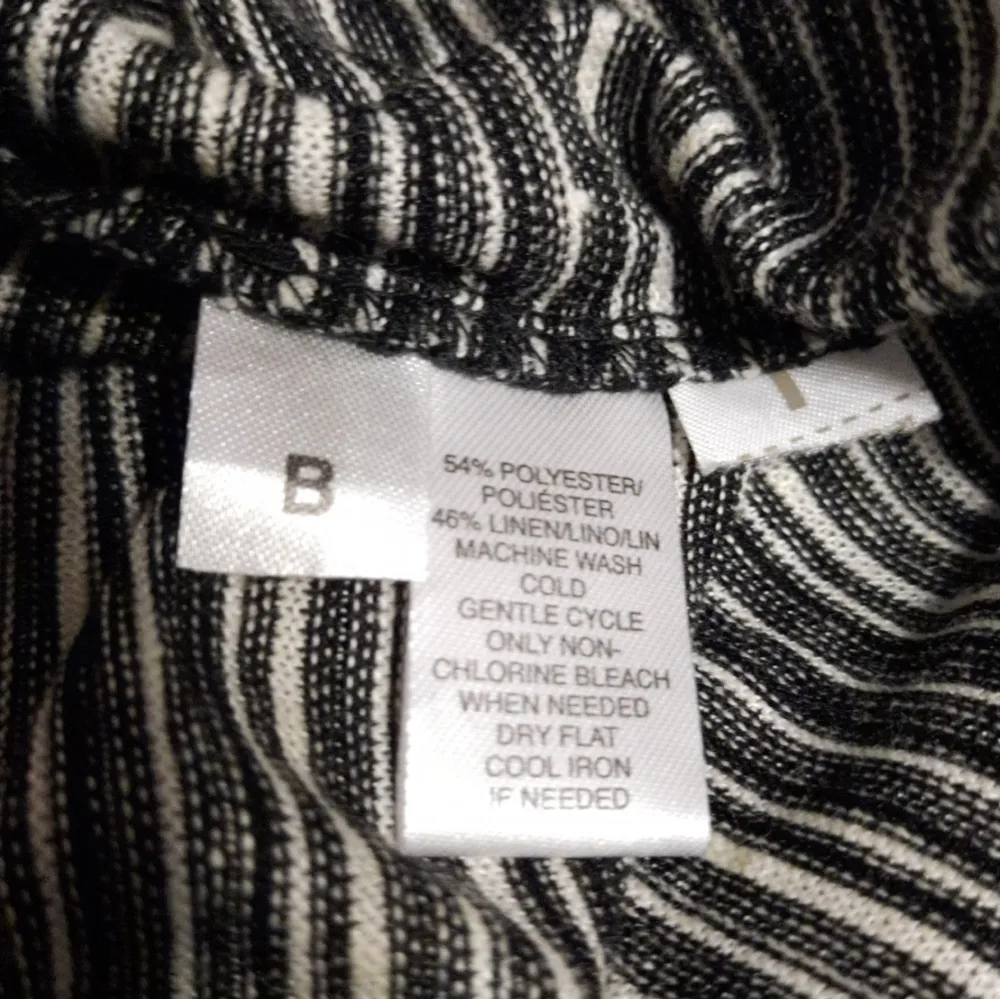 B
54% POLYESTER/
POLIÉSTER
46% LINEN/LINO/LIN
MACHINE WASH
COLD
GENTLE CYCLE
ONLY NON-
CHLORINE BLEACH
WHEN NEEDED
DRY FLAT
COOL IRON
IF NEEDED